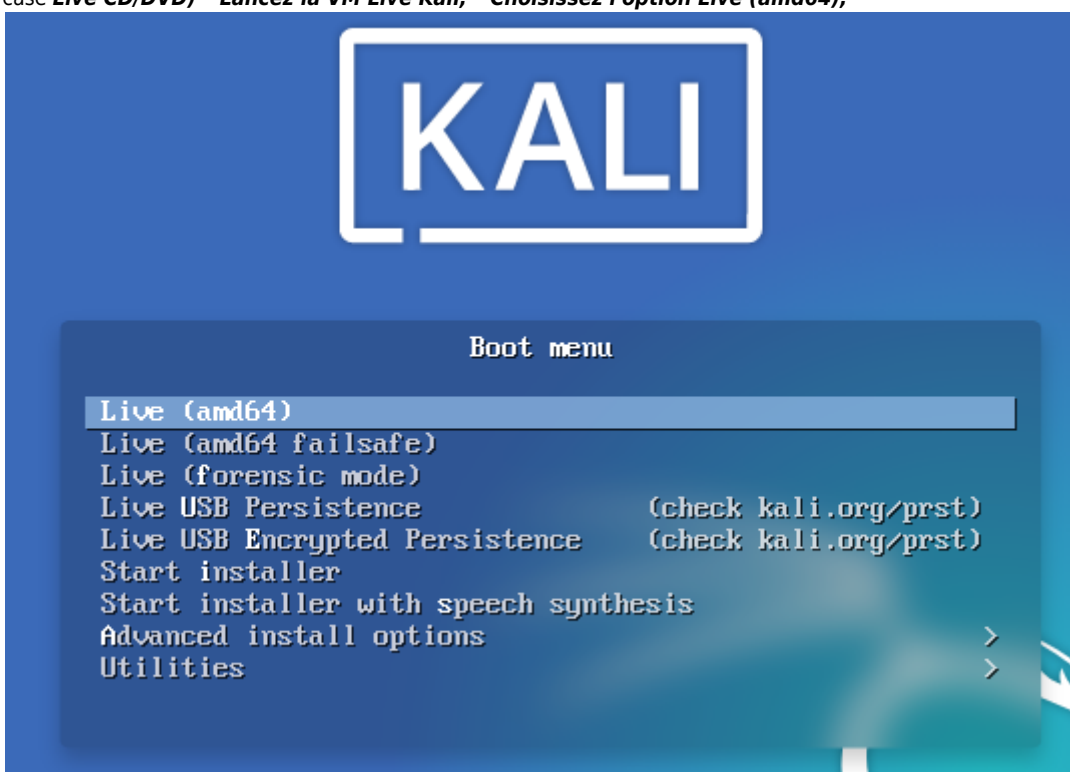 case Live CD/DVD) Lancez la VM Live Kali, Choisissez l'option Live (amd64),
KALI
Boot menu
Live (amd64)
Live (amd64 failsafe)
Live (forensic mode)
Live USB Persistence (check kali.org/prst)
Live USB Encrypted Persistence (check kali.org/prst)
Start installer
Start installer with speech synthesis
Advanced install options >
Utilities >